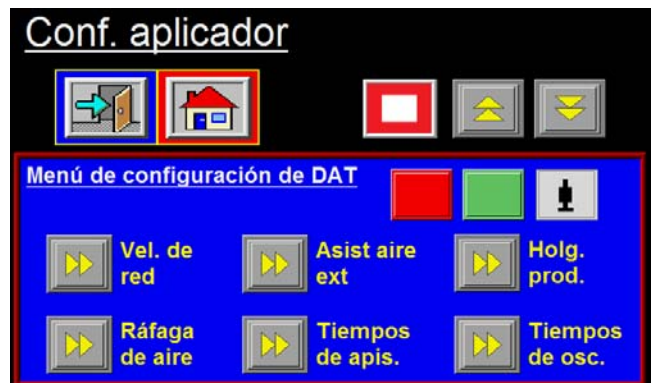 Conf. aplicador
Menú de configuración de DAT
Vel. de
red
Asist aire
ext
Holg.
prod.
Ráfaga
de aire
Tiempos
de apis.
Tiempos
de osc.